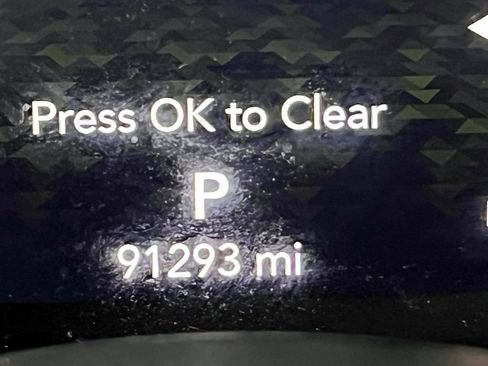 Press OK to Clear
P
91293 mi